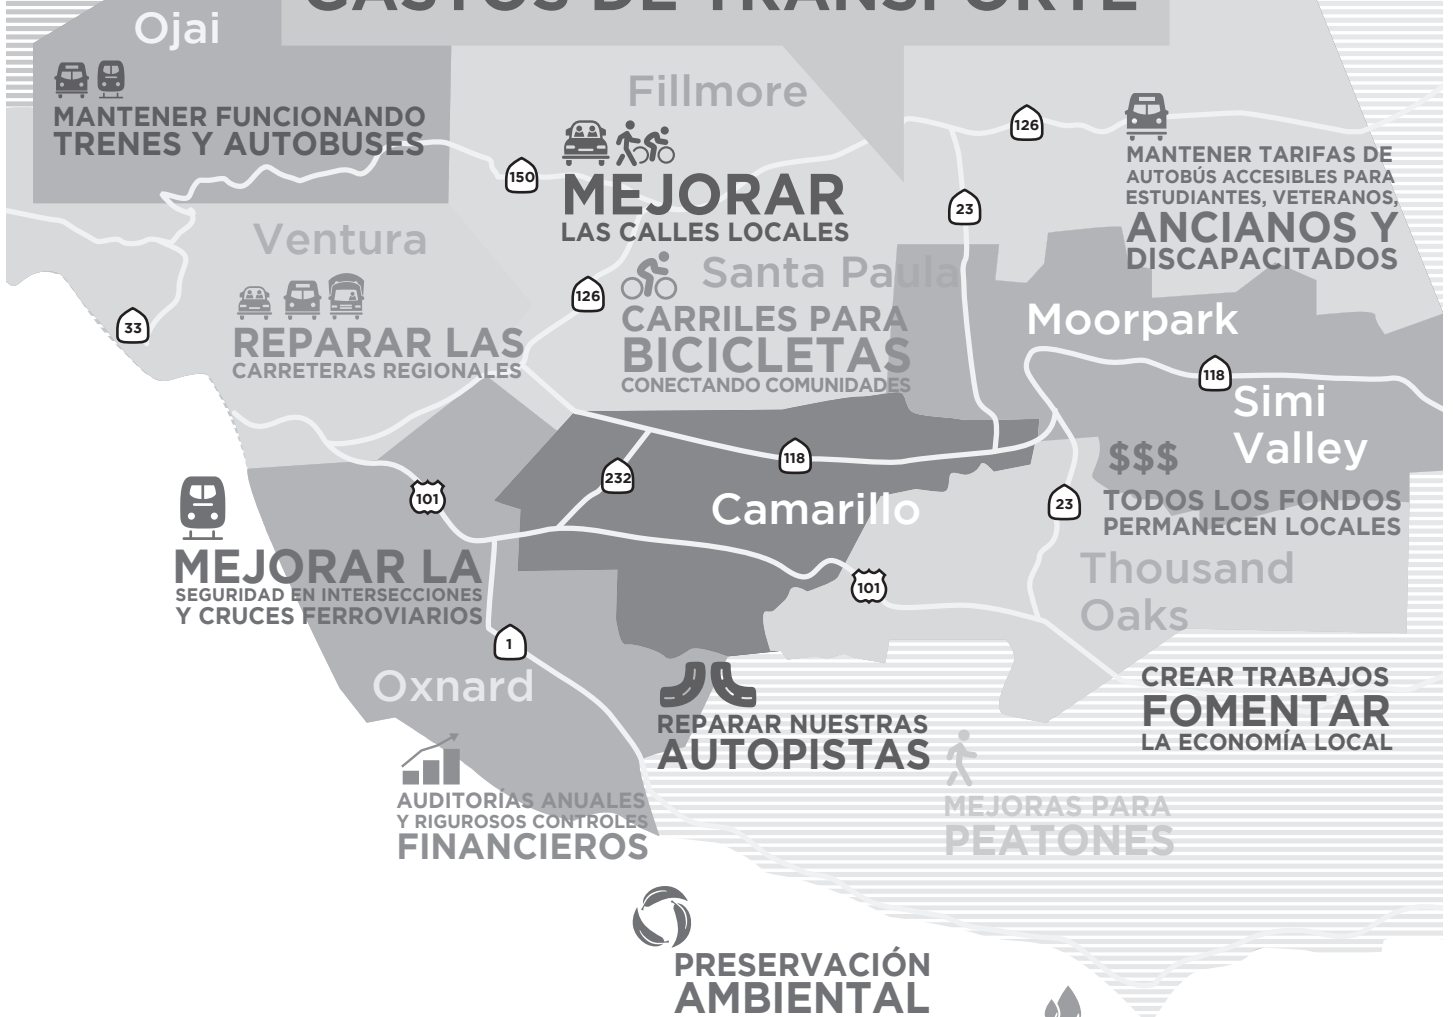 GASTOS DE TRANSPORTE
Ojai
MANTENER FUNCIONANDO
TRENES Y AUTOBUSES
Fillmore
150
MEJORAR
LAS CALLES LOCALES
126
23
MANTENER TARIFAS DE
AUTOBÚS ACCESIBLES PARA
ESTUDIANTES, VETERANOS,
ANCIANOS Y
DISCAPACITADOS
Ventura
33
REPARAR LAS
CARRETERAS REGIONALES
126
Santa Paula
CARRILES PARA
BICICLETAS
CONECTANDO COMUNIDADES
Moorpark
118
Simi
Valley
$$$
TODOS LOS FONDOS
PERMANECEN LOCALES
101
232
118
Camarillo
23
101
Thousand
Oaks
MEJORAR LA
SEGURIDAD EN INTERSECCIONES
Y CRUCES FERROVIARIOS
1
Oxnard
REPARAR NUESTRAS
AUTOPISTAS
CREAR TRABAJOS
FOMENTAR
LA ECONOMÍA LOCAL
AUDITORÍAS ANUALES
Y RIGUROSOS CONTROLES
FINANCIEROS
MEJORAS PARA
PEATONES
PRESERVACIÓN
AMBIENTAL